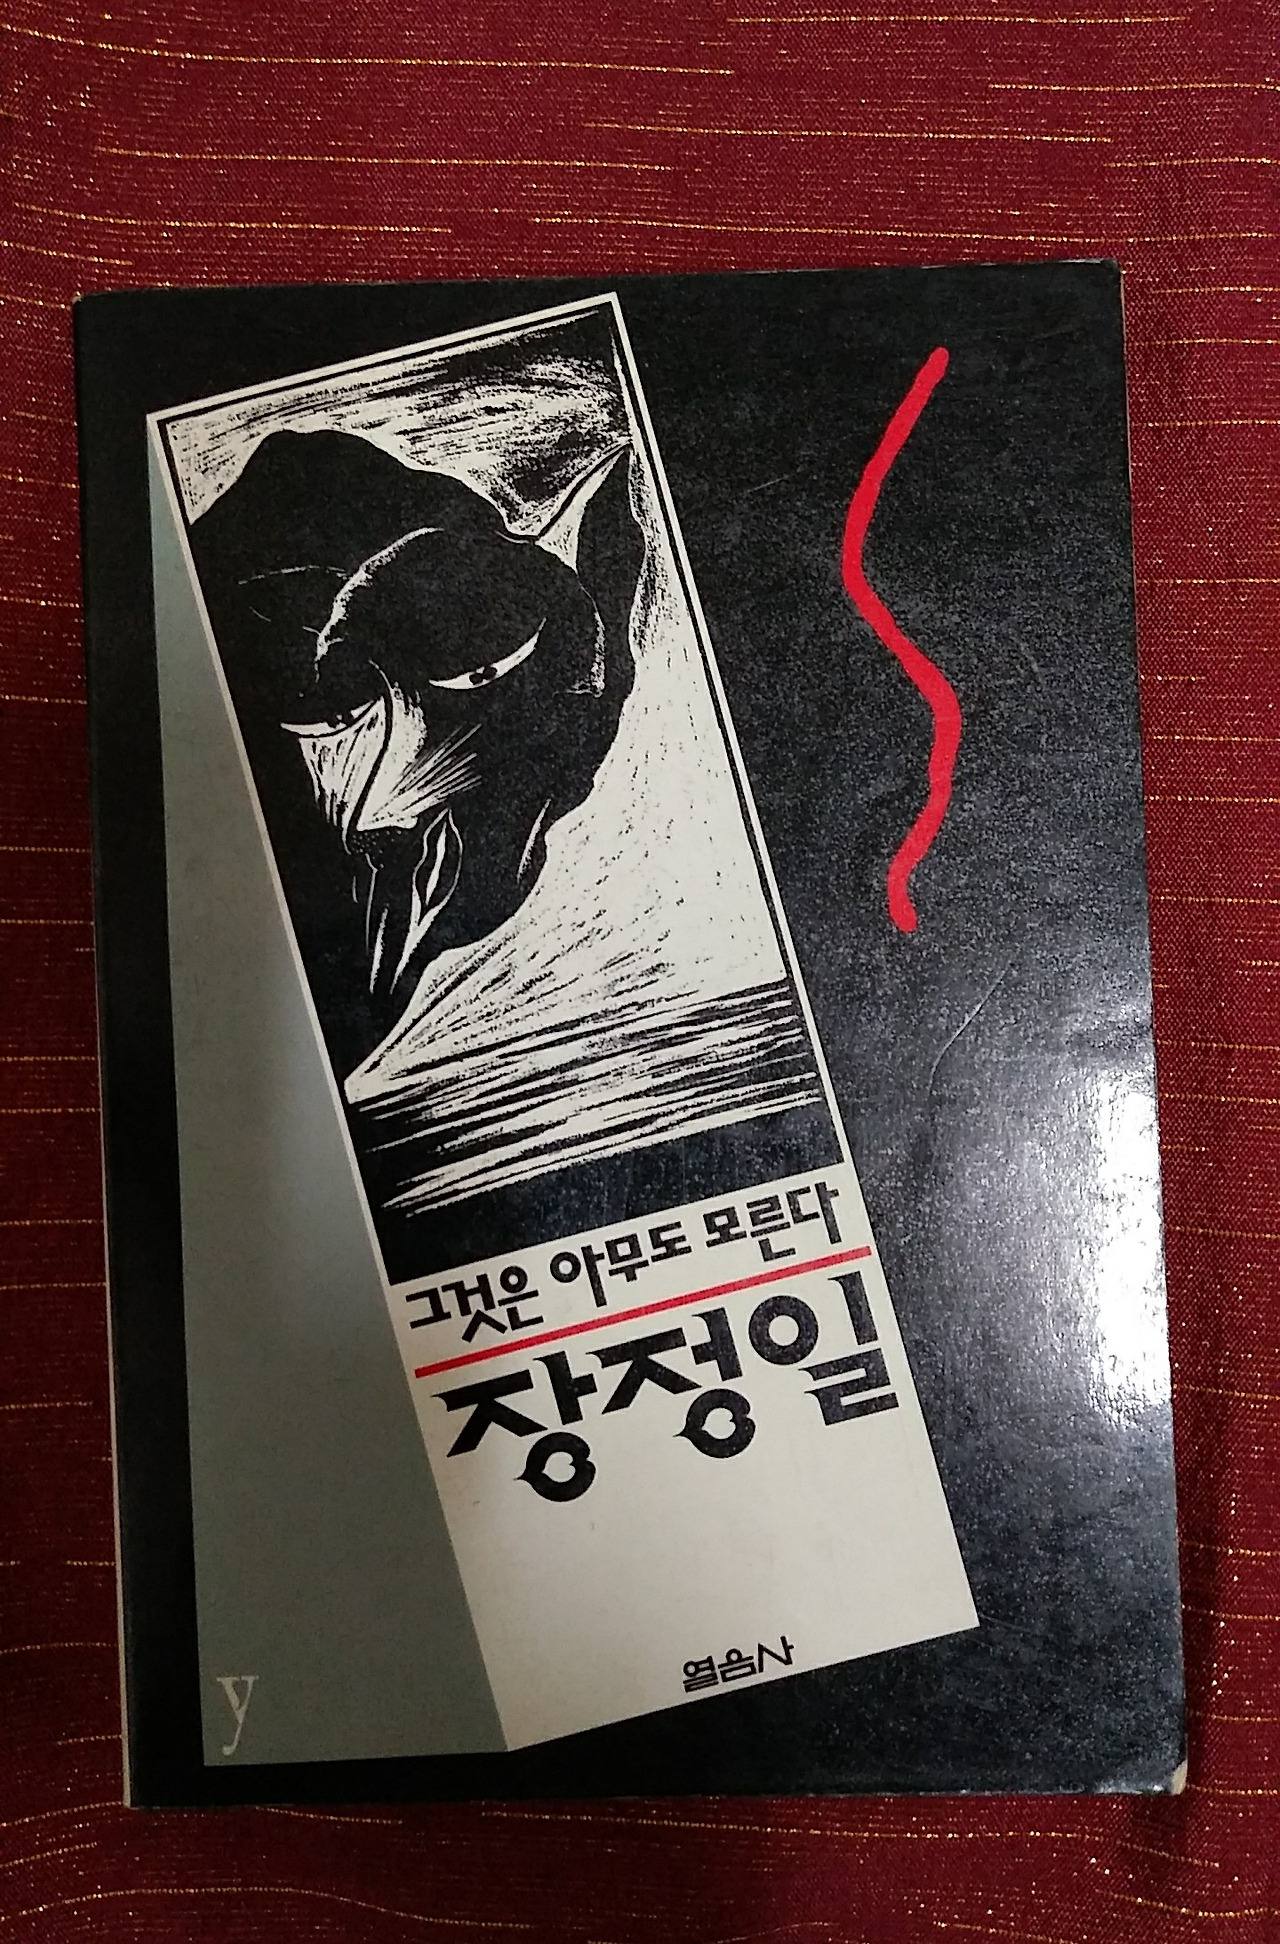 그것은 아무도 모른다
장정일
열음사
y